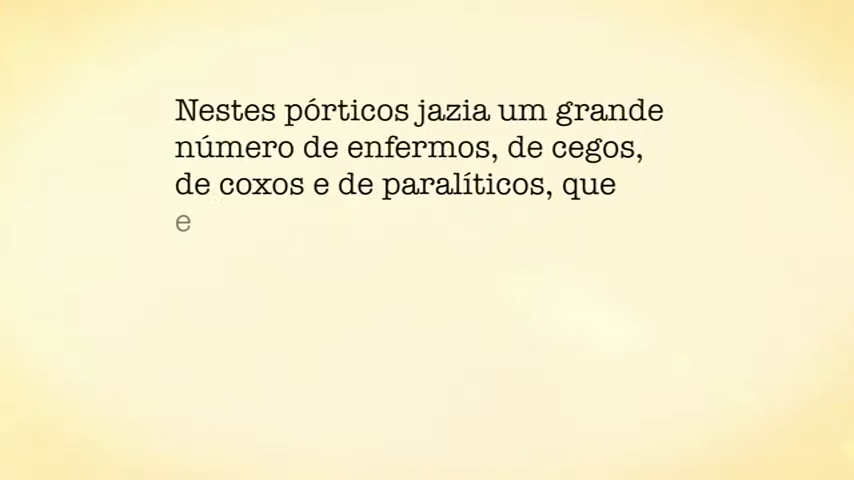 Nestes pórticos jazia um grande
número de enfermos, de cegos,
de coxos e de paralíticos, que
e